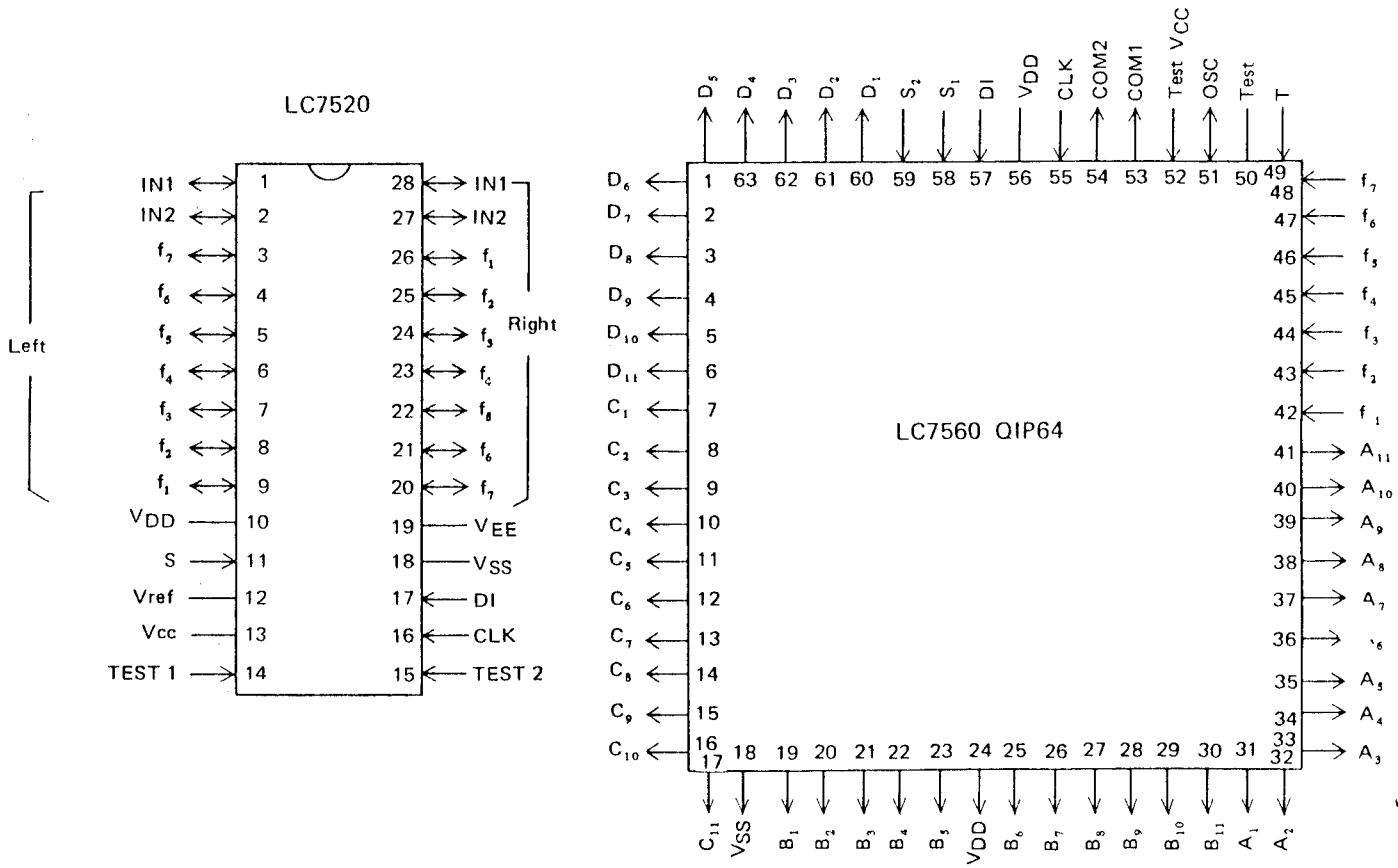 LC7520
IN1 1 28 IN1
IN2 2 27 IN2
f₇ 3 26 f₁
f₆ 4 25 f₂
f₅ 5 24 f₃
f₄ 6 23 f₄
f₃ 7 22 f₅
f₂ 8 21 f₆
f₁ 9 20 f₇
VDD 10 19 VEE
S 11 18 VSS
Vref 12 17 DI
Vcc 13 16 CLK
TEST 1 14 15 TEST 2
Left
Right
D₅ D₄ D₃ D₂ D₁ S₂ S₁ DI VDD CLK COM2 COM1 Test VCC OSC Test T
63 62 61 60 59 58 57 56 55 54 53 52 51 50 49
D₆ 1 48 f₇
D₇ 2 47 f₆
D₈ 3 46 f₅
D₉ 4 45 f₄
D₁₀ 5 44 f₃
D₁₁ 6 43 f₂
C₁ 7 42 f₁
LC7560 QIP64
C₂ 8 41 A₁₁
C₃ 9 40 A₁₀
C₄ 10 39 A₉
C₅ 11 38 A₈
C₆ 12 37 A₇
C₇ 13 36 ₆
C₈ 14 35 A₅
C₉ 15 34 A₄
C₁₀ 16 33 A₃
17 18 19 20 21 22 23 24 25 26 27 28 29 30 31 32
C₁₁ VSS B₁ B₂ B₃ B₄ B₅ VDD B₆ B₇ B₈ B₉ B₁₀ B₁₁ A₁ A₂